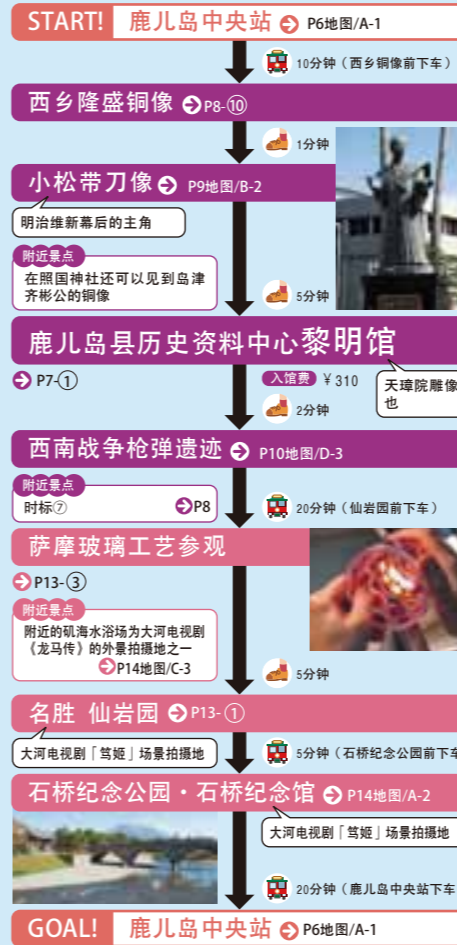 START! 鹿儿岛中央站 P6地图/A-1
10分钟（西乡铜像前下车）
西乡隆盛铜像 P8-⑩
1分钟
小松带刀像 P9地图/B-2
明治维新幕后的主角
附近景点
在照国神社还可以见到岛津
齐彬公的铜像
5分钟
鹿儿岛县历史资料中心黎明馆
P7-①
入馆费 ¥310
天璋院雕像
也
2分钟
西南战争枪弹遗迹 P10地图/D-3
附近景点
时标⑦ P8
20分钟（仙岩园前下车）
萨摩玻璃工艺参观
P13-③
附近景点
附近的矶海水浴场为大河电视剧
《龙马传》的外景拍摄地之一
P14地图/C-3
5分钟
名胜 仙岩园 P13-①
大河电视剧「笃姬」场景拍摄地
5分钟（石桥纪念公园前下车
石桥纪念公园・石桥纪念馆 P14地图/A-2
大河电视剧「笃姬」场景拍摄地
20分钟（鹿儿岛中央站下车
GOAL! 鹿儿岛中央站 P6地图/A-1